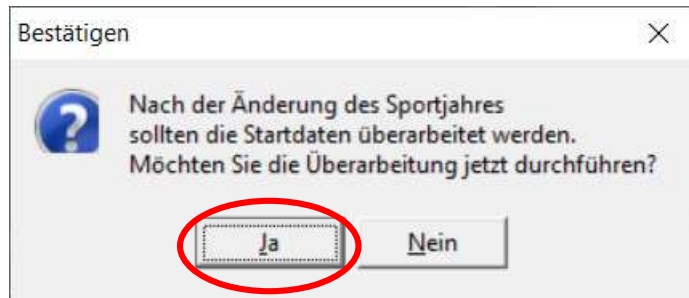 Bestätigen
Nach der Änderung des Sportjahres
sollten die Startdaten überarbeitet werden.
Möchten Sie die Überarbeitung jetzt durchführen?
Ja
Nein